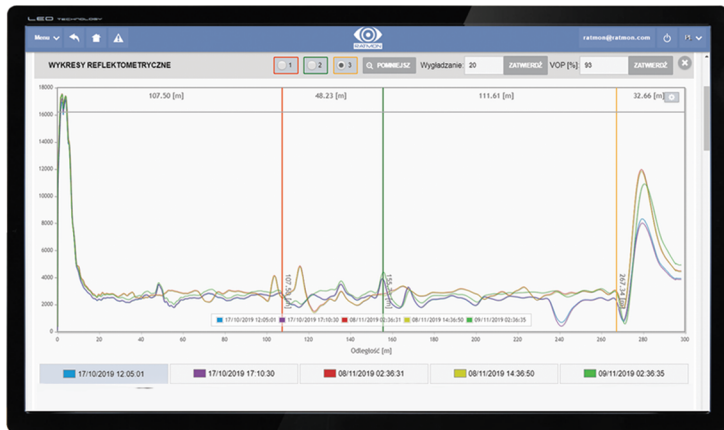 LED TECHNOLOGY
Menu
RATMON
ratmon@ratmon.com
WYKRESY REFLEKTOMETRYCZNE
1 2 3 POMNIEJSZ Wygładzanie: 20 ZATWIERDŹ VOP [%]: 93 ZATWIERDŹ
18000
107.50 [m] 48.23 [m] 111.61 [m] 32.66 [m]
16000
14000
12000
10000
8000
6000
4000
2000
0
17/10/2019 12:05:01 17/10/2019 17:10:30 08/11/2019 02:36:31 08/11/2019 14:36:50 09/11/2019 02:36:35
0 20 40 60 80 100 120 140 160 180 200 220 240 260 280 300
Odległość [m]
17/10/2019 12:05:01 17/10/2019 17:10:30 08/11/2019 02:36:31 08/11/2019 14:36:50 09/11/2019 02:36:35